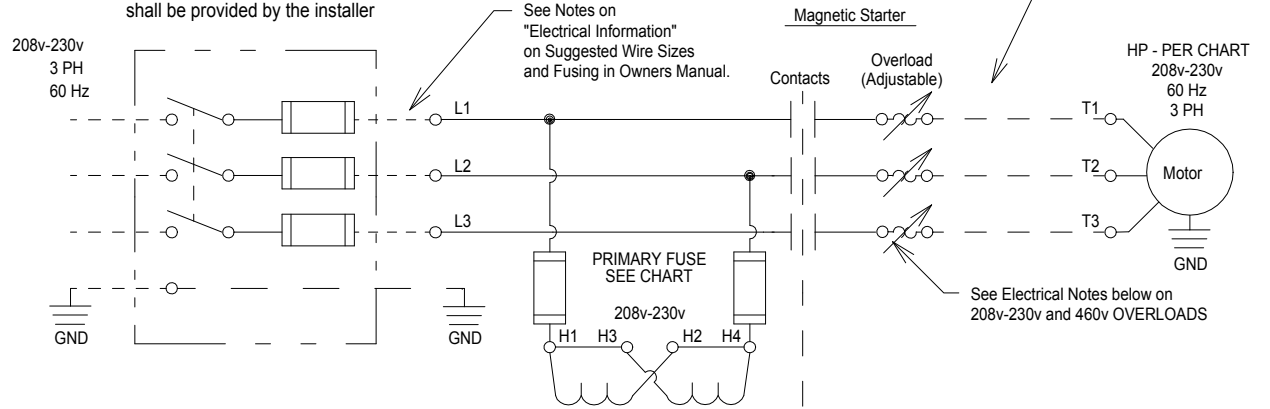 shall be provided by the installer
208v-230v
3 PH
60 Hz
See Notes on
"Electrical Information"
on Suggested Wire Sizes
and Fusing in Owners Manual.
Magnetic Starter
Contacts
Overload
(Adjustable)
HP - PER CHART
208v-230v
60 Hz
3 PH
L1
T1
L2
T2
Motor
L3
T3
GND
PRIMARY FUSE
SEE CHART
208v-230v
See Electrical Notes below on
208v-230v and 460v OVERLOADS
GND
GND
H1 H3 H2 H4